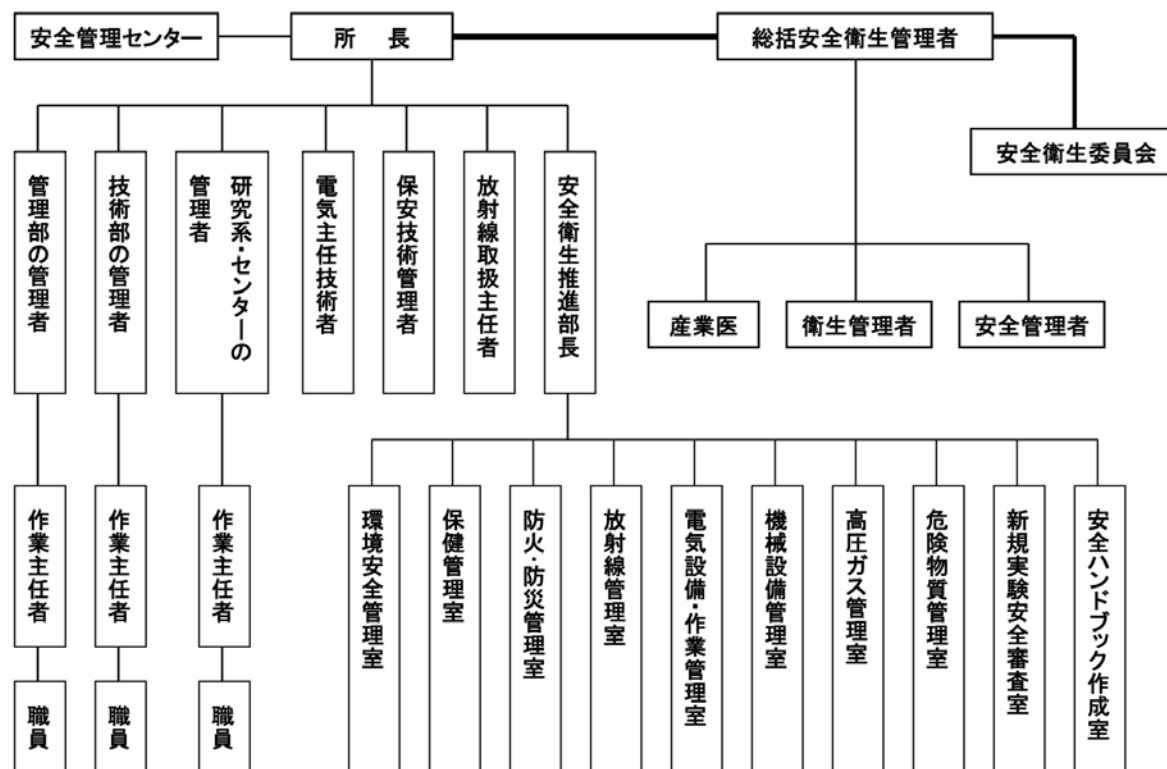 安全管理センター
所　長
総括安全衛生管理者
安全衛生委員会
管理部の管理者
技術部の管理者
研究系・センターの
管理者
電気主任技術者
保安技術管理者
放射線取扱主任者
安全衛生推進部長
産業医
衛生管理者
安全管理者
作業主任者
作業主任者
作業主任者
環境安全管理室
保健管理室
防火・防災管理室
放射線管理室
電気設備・作業管理室
機械設備管理室
高圧ガス管理室
危険物質管理室
新規実験安全審査室
安全ハンドブック作成室
職員
職員
職員